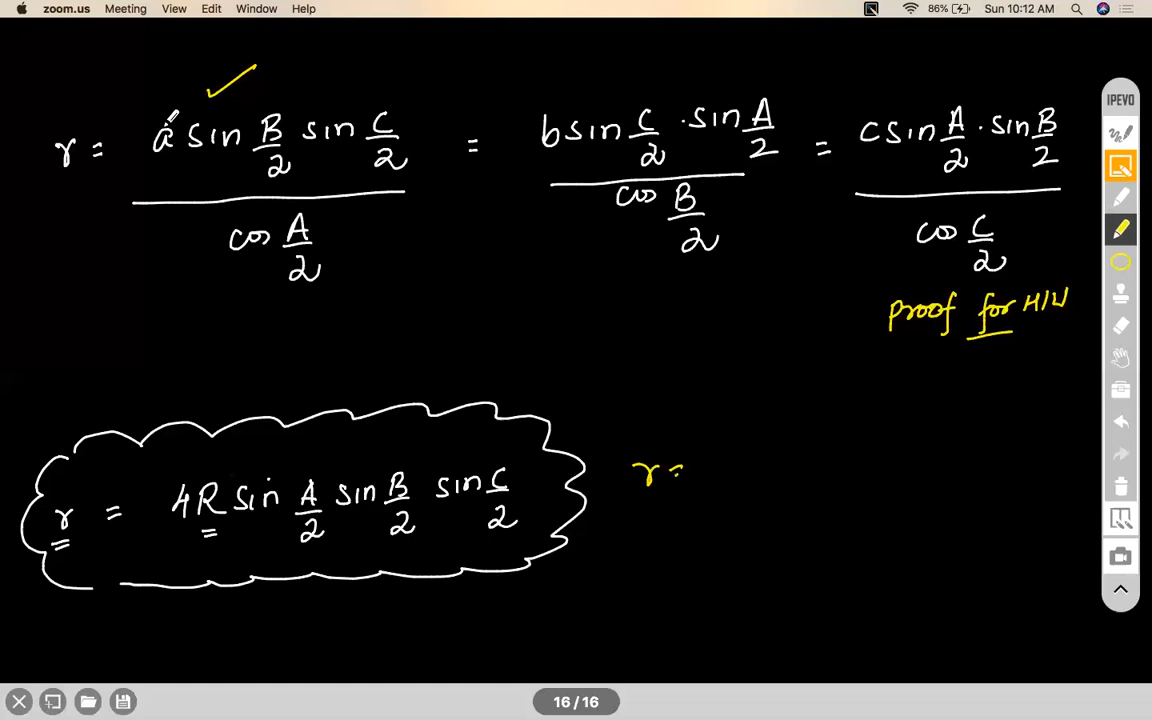 zoom.us Meeting View Edit Window Help 86% Sun 10:12 AM
IPEVO
r = a sin B/2 sin C/2 / cos A/2 = b sin C/2 · sin A/2 / cos B/2 = c sin A/2 · sin B/2 / cos C/2
proof for H/W
r = 4R sin A/2 sin B/2 sin C/2
r =
16 / 16